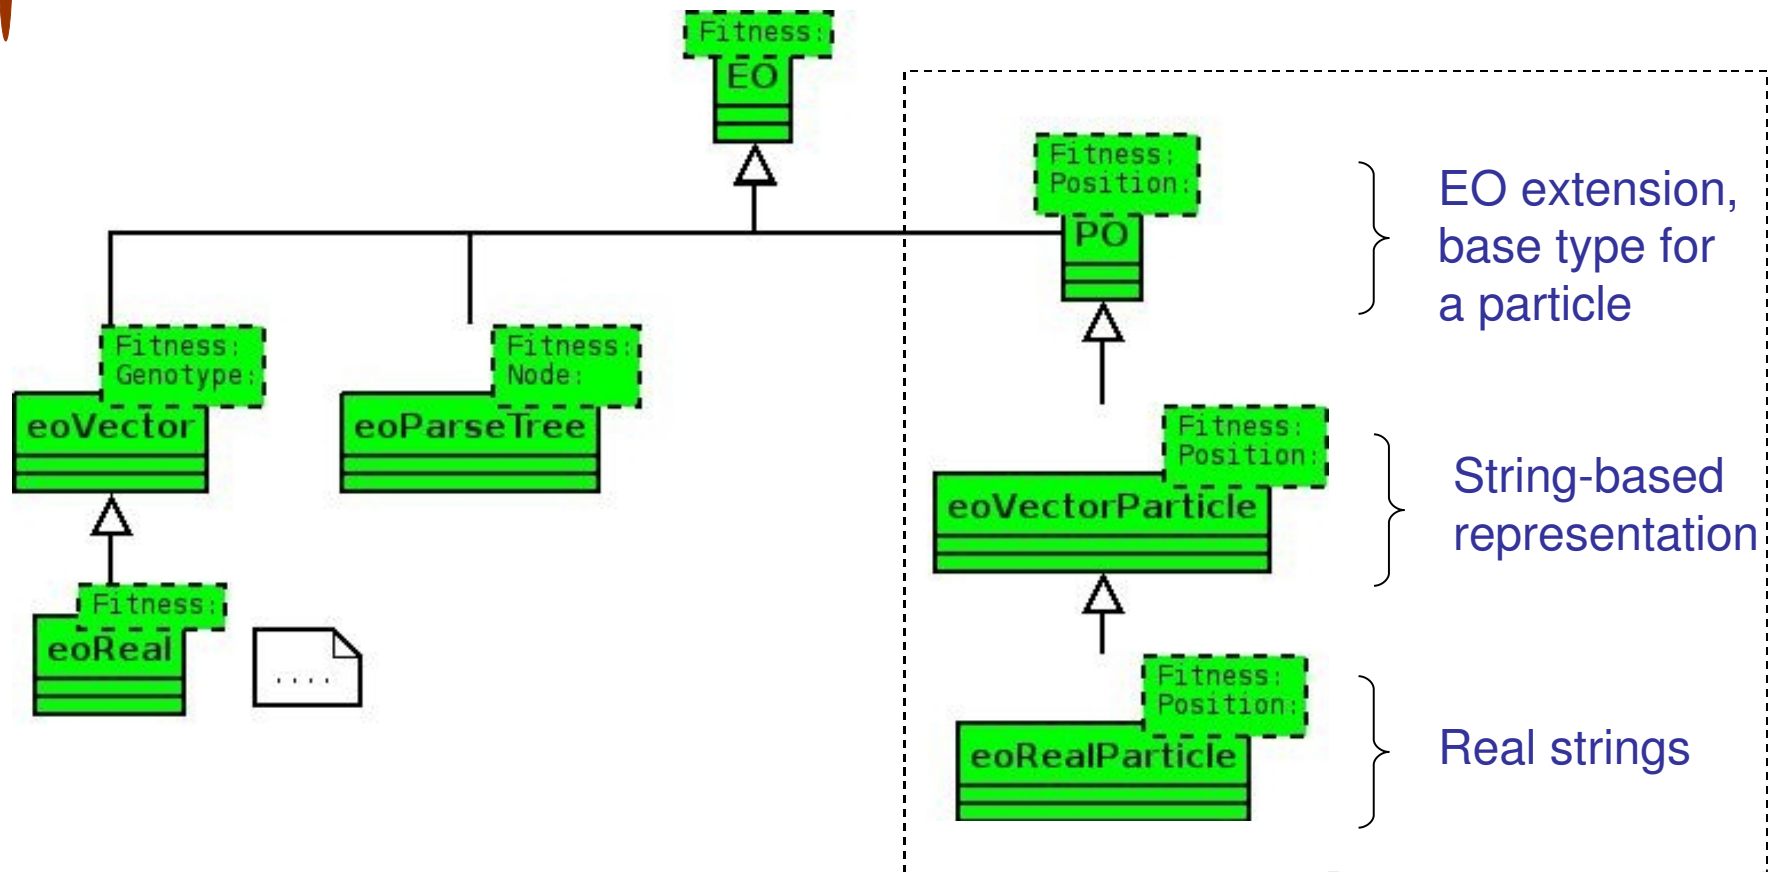 Fitness:
EO
Fitness:
Position:
PO
EO extension,
base type for
a particle
Fitness:
Genotype:
eoVector
Fitness:
Node:
eoParseTree
Fitness:
Position:
eoVectorParticle
String-based
representation
Fitness:
eoReal
....
Fitness:
Position:
eoRealParticle
Real strings